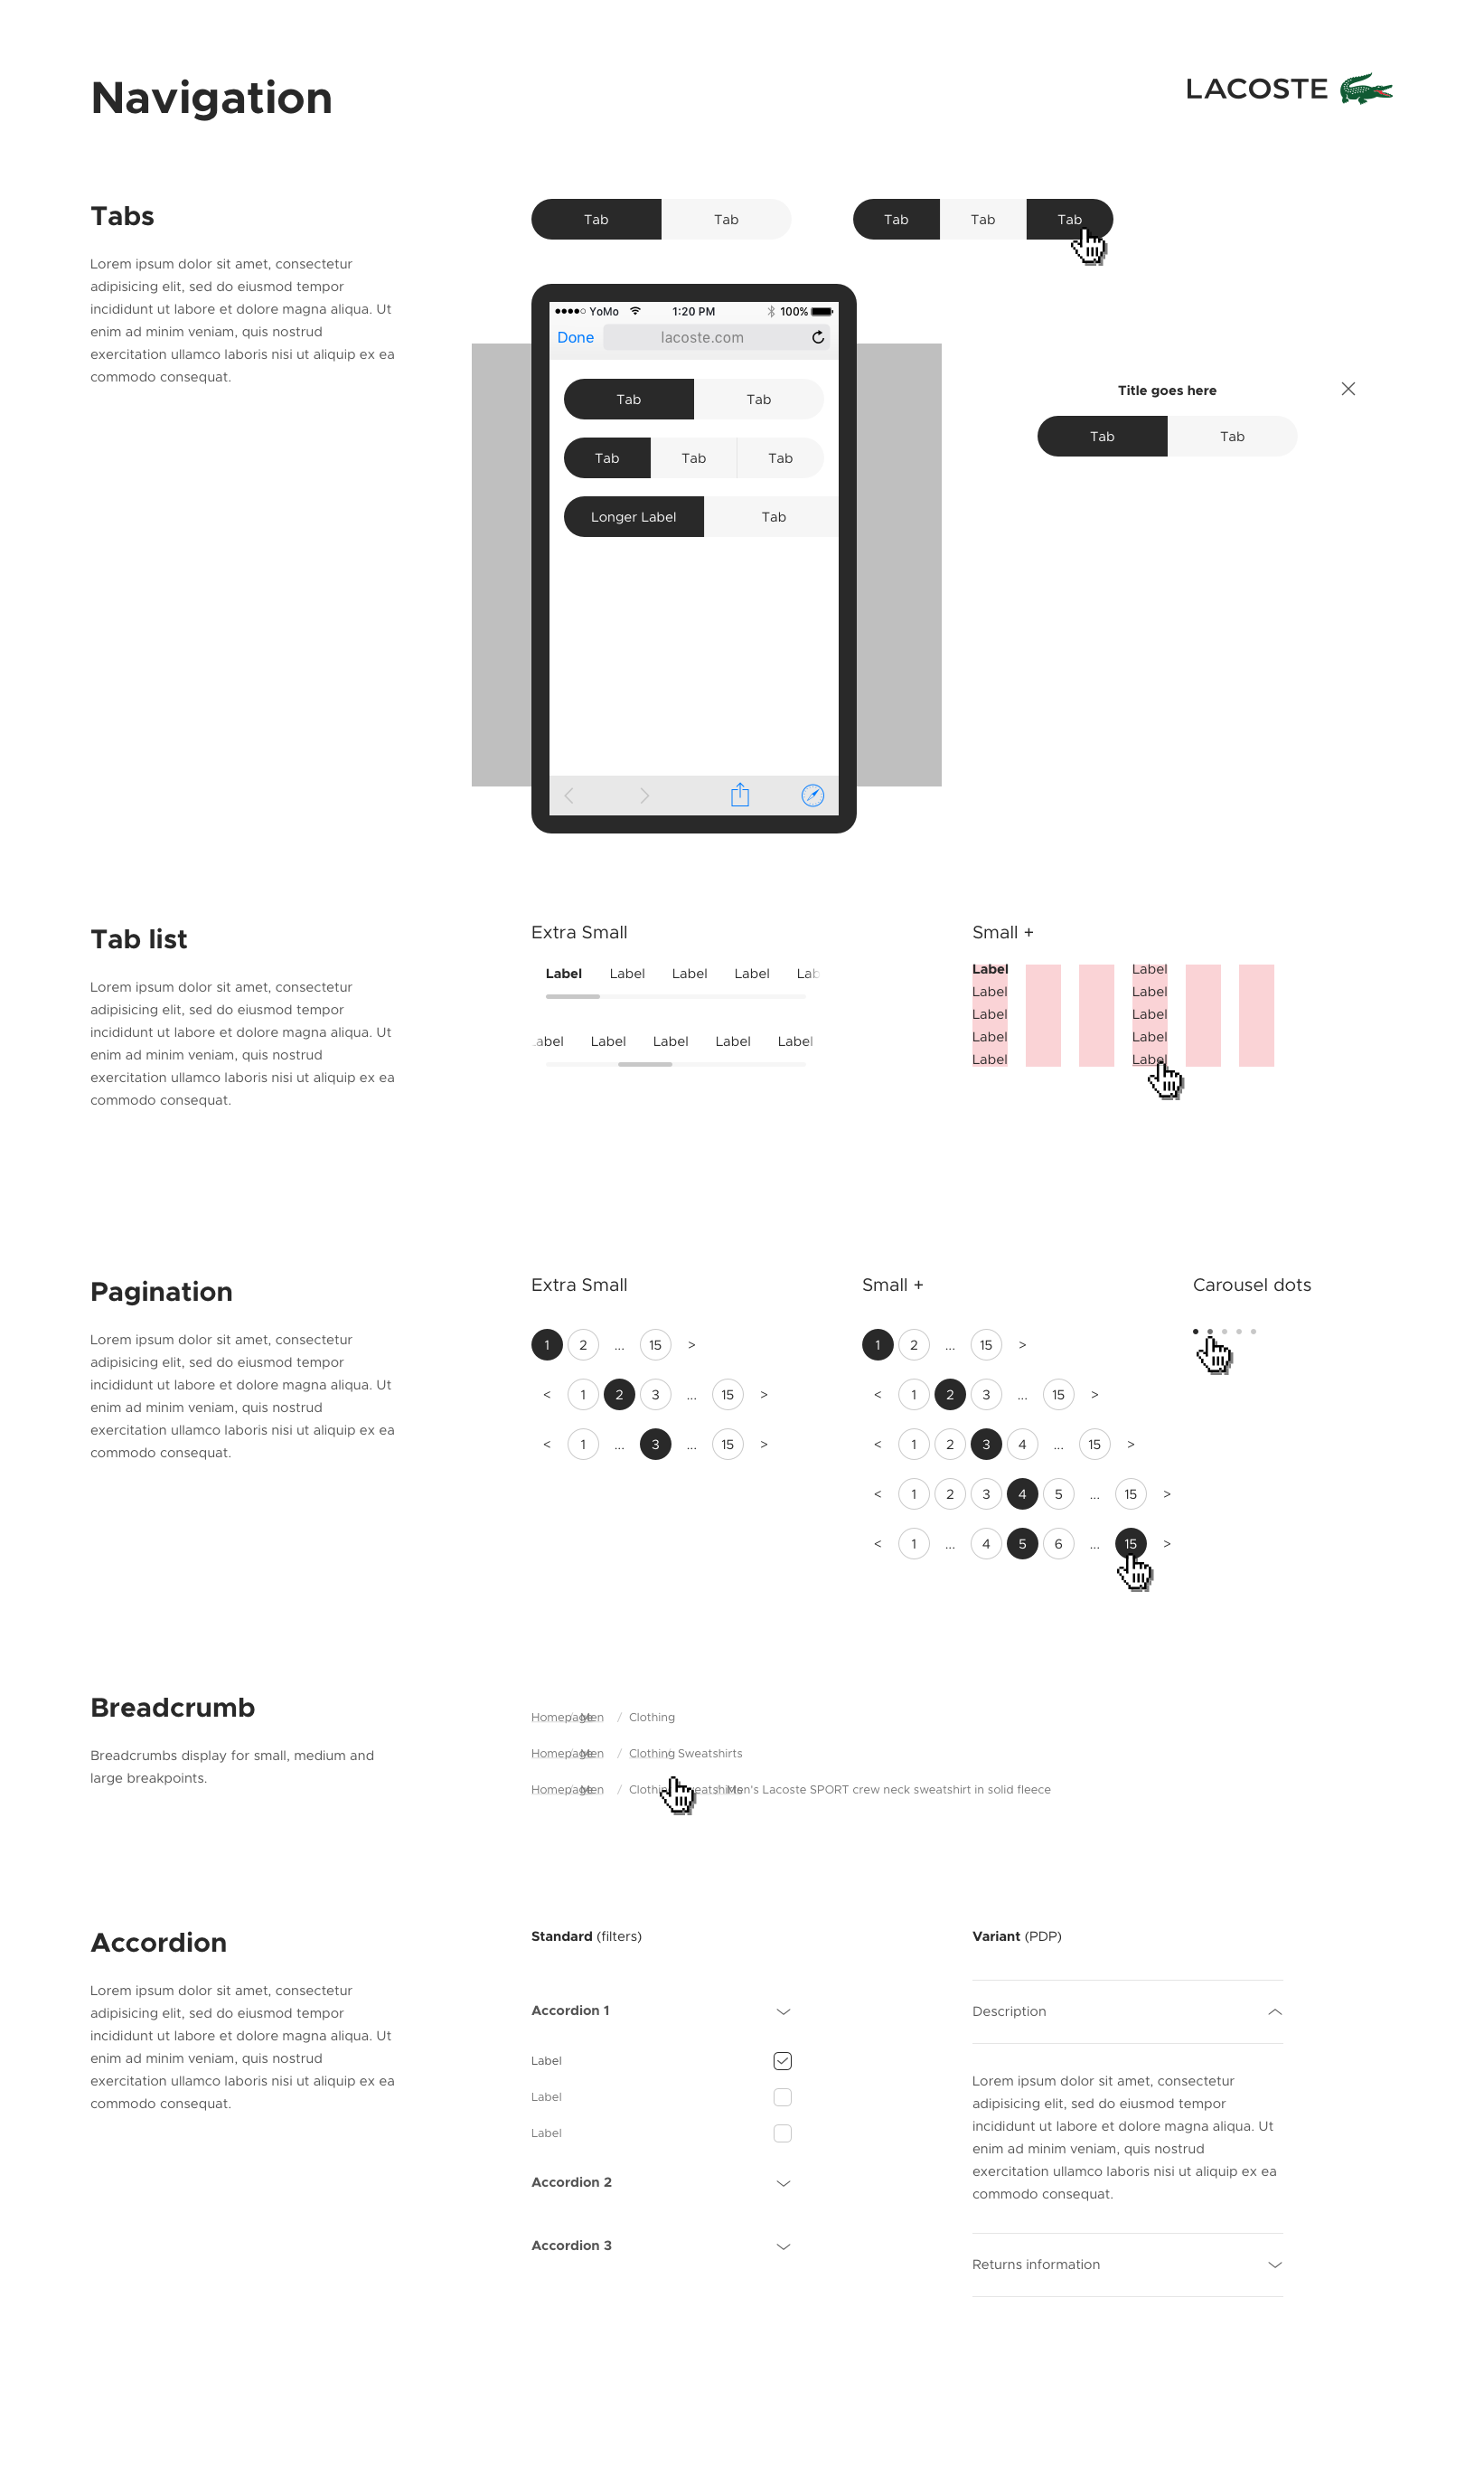 Navigation
LACOSTE
Tabs
Lorem ipsum dolor sit amet, consectetur
adipisicing elit, sed do eiusmod tempor
incididunt ut labore et dolore magna aliqua. Ut
enim ad minim veniam, quis nostrud
exercitation ullamco laboris nisi ut aliquip ex ea
commodo consequat.
Tab Tab
Tab Tab Tab
YoMo 1:20 PM 100%
Done lacoste.com
Tab Tab
Tab Tab Tab
Longer Label Tab
Title goes here
Tab Tab
Tab list
Lorem ipsum dolor sit amet, consectetur
adipisicing elit, sed do eiusmod tempor
incididunt ut labore et dolore magna aliqua. Ut
enim ad minim veniam, quis nostrud
exercitation ullamco laboris nisi ut aliquip ex ea
commodo consequat.
Extra Small
Label Label Label Label Lab
abel Label Label Label Label
Small +
Label Label
Label Label
Label Label
Label Label
Label Label
Pagination
Lorem ipsum dolor sit amet, consectetur
adipisicing elit, sed do eiusmod tempor
incididunt ut labore et dolore magna aliqua. Ut
enim ad minim veniam, quis nostrud
exercitation ullamco laboris nisi ut aliquip ex ea
commodo consequat.
Extra Small
1 2 ... 15 >
< 1 2 3 ... 15 >
< 1 ... 3 ... 15 >
Small +
1 2 ... 15 >
< 1 2 3 ... 15 >
< 1 2 3 4 ... 15 >
< 1 2 3 4 5 ... 15 >
< 1 ... 4 5 6 ... 15 >
Carousel dots
Breadcrumb
Breadcrumbs display for small, medium and
large breakpoints.
Homepage Men / Clothing
Homepage Men / Clothing Sweatshirts
Homepage Men / Clothing Sweatshirts Men's Lacoste SPORT crew neck sweatshirt in solid fleece
Accordion
Lorem ipsum dolor sit amet, consectetur
adipisicing elit, sed do eiusmod tempor
incididunt ut labore et dolore magna aliqua. Ut
enim ad minim veniam, quis nostrud
exercitation ullamco laboris nisi ut aliquip ex ea
commodo consequat.
Standard (filters)
Accordion 1
Label
Label
Label
Accordion 2
Accordion 3
Variant (PDP)
Description
Lorem ipsum dolor sit amet, consectetur
adipisicing elit, sed do eiusmod tempor
incididunt ut labore et dolore magna aliqua. Ut
enim ad minim veniam, quis nostrud
exercitation ullamco laboris nisi ut aliquip ex ea
commodo consequat.
Returns information